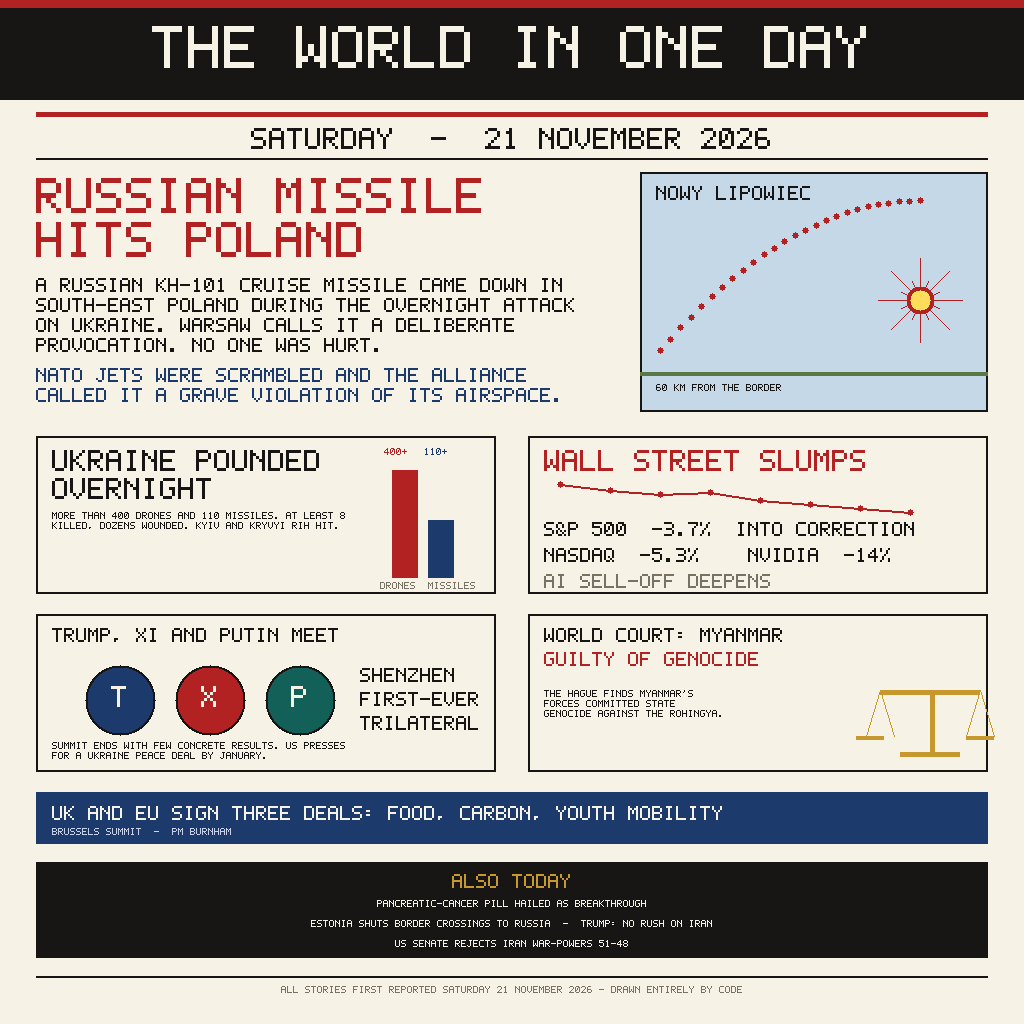 THE WORLD IN ONE DAY
SATURDAY - 21 NOVEMBER 2026
RUSSIAN MISSILE
HITS POLAND
A RUSSIAN KH-101 CRUISE MISSILE CAME DOWN IN
SOUTH-EAST POLAND DURING THE OVERNIGHT ATTACK
ON UKRAINE. WARSAW CALLS IT A DELIBERATE
PROVOCATION. NO ONE WAS HURT.
NATO JETS WERE SCRAMBLED AND THE ALLIANCE
CALLED IT A GRAVE VIOLATION OF ITS AIRSPACE.
NOWY LIPOWIEC
60 KM FROM THE BORDER
UKRAINE POUNDED
OVERNIGHT
MORE THAN 400 DRONES AND 110 MISSILES. AT LEAST 8
KILLED, DOZENS WOUNDED. KYIV AND KRYVYI RIH HIT.
400+ 110+
DRONES MISSILES
WALL STREET SLUMPS
S&P 500 -3.7% INTO CORRECTION
NASDAQ -5.3% NVIDIA -14%
AI SELL-OFF DEEPENS
TRUMP, XI AND PUTIN MEET
T X P
SHENZHEN
FIRST-EVER
TRILATERAL
SUMMIT ENDS WITH FEW CONCRETE RESULTS. US PRESSES
FOR A UKRAINE PEACE DEAL BY JANUARY.
WORLD COURT: MYANMAR
GUILTY OF GENOCIDE
THE HAGUE FINDS MYANMAR'S
FORCES COMMITTED STATE
GENOCIDE AGAINST THE ROHINGYA.
UK AND EU SIGN THREE DEALS: FOOD, CARBON, YOUTH MOBILITY
BRUSSELS SUMMIT - PM BURNHAM
ALSO TODAY
PANCREATIC-CANCER PILL HAILED AS BREAKTHROUGH
ESTONIA SHUTS BORDER CROSSINGS TO RUSSIA - TRUMP: NO RUSH ON IRAN
US SENATE REJECTS IRAN WAR-POWERS 51-48
ALL STORIES FIRST REPORTED SATURDAY 21 NOVEMBER 2026 - DRAWN ENTIRELY BY CODE